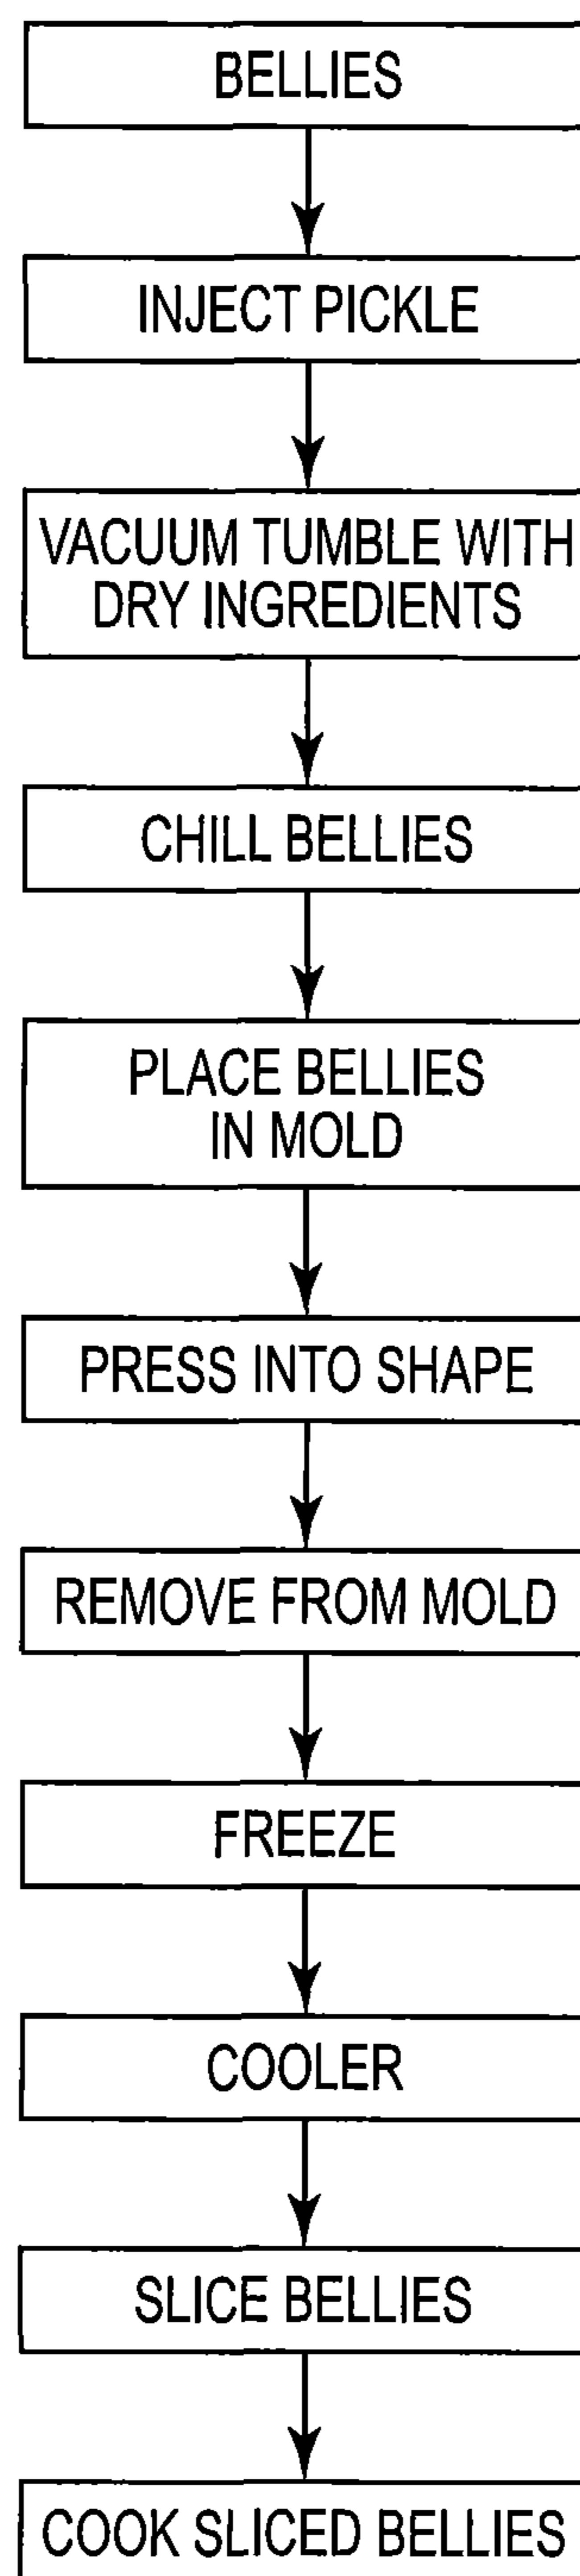 BELLIES
INJECT PICKLE
VACUUM TUMBLE WITH
DRY INGREDIENTS
CHILL BELLIES
PLACE BELLIES
IN MOLD
PRESS INTO SHAPE
REMOVE FROM MOLD
FREEZE
COOLER
SLICE BELLIES
COOK SLICED BELLIES